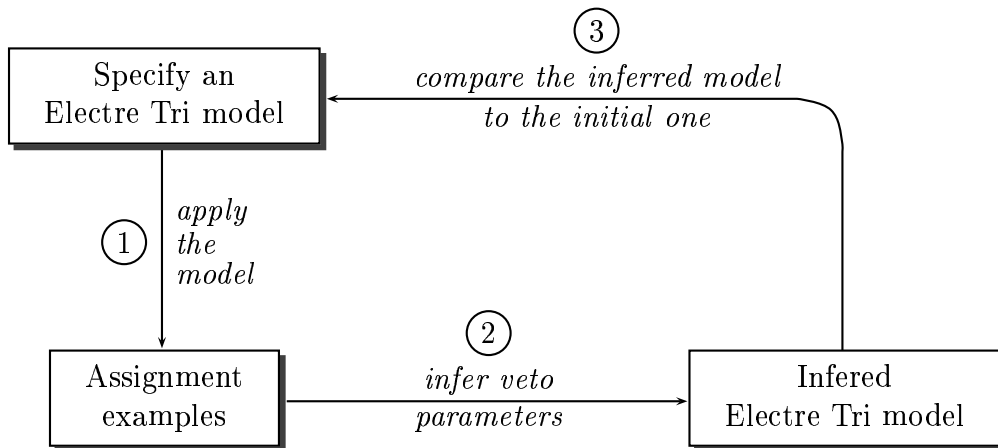 3
Specify an
Electre Tri model
compare the inferred model
to the initial one
1
apply
the
model
2
Assignment
examples
infer veto
parameters
Infered
Electre Tri model